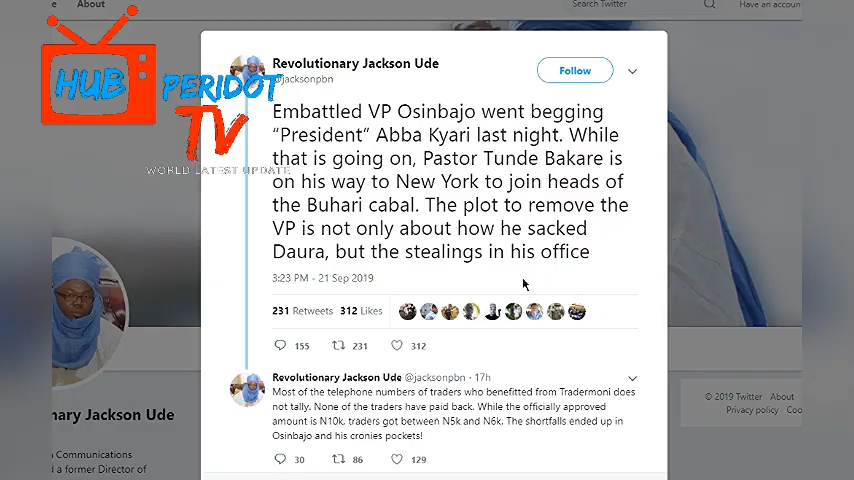 About
Search Twitter
Have an account
Revolutionary Jackson Ude
@jacksonpbn
Follow
HUB PERIDOT
TV
WORLD LATEST UPDATE
Embattled VP Osinbajo went begging
“President” Abba Kyari last night. While
that is going on, Pastor Tunde Bakare is
on his way to New York to join heads of
the Buhari cabal. The plot to remove the
VP is not only about how he sacked
Daura, but the stealings in his office
3:23 PM - 21 Sep 2019
231 Retweets 312 Likes
155 231 312
Revolutionary Jackson Ude @jacksonpbn · 17h
Most of the telephone numbers of traders who benefitted from Tradermoni does
not tally. None of the traders have paid back. While the officially approved
amount is N10k, traders got between N5k and N6k. The shortfalls ended up in
Osinbajo and his cronies pockets!
30 86 129
nary Jackson Ude
Communications
d a former Director of
© 2019 Twitter About
Privacy policy Coo